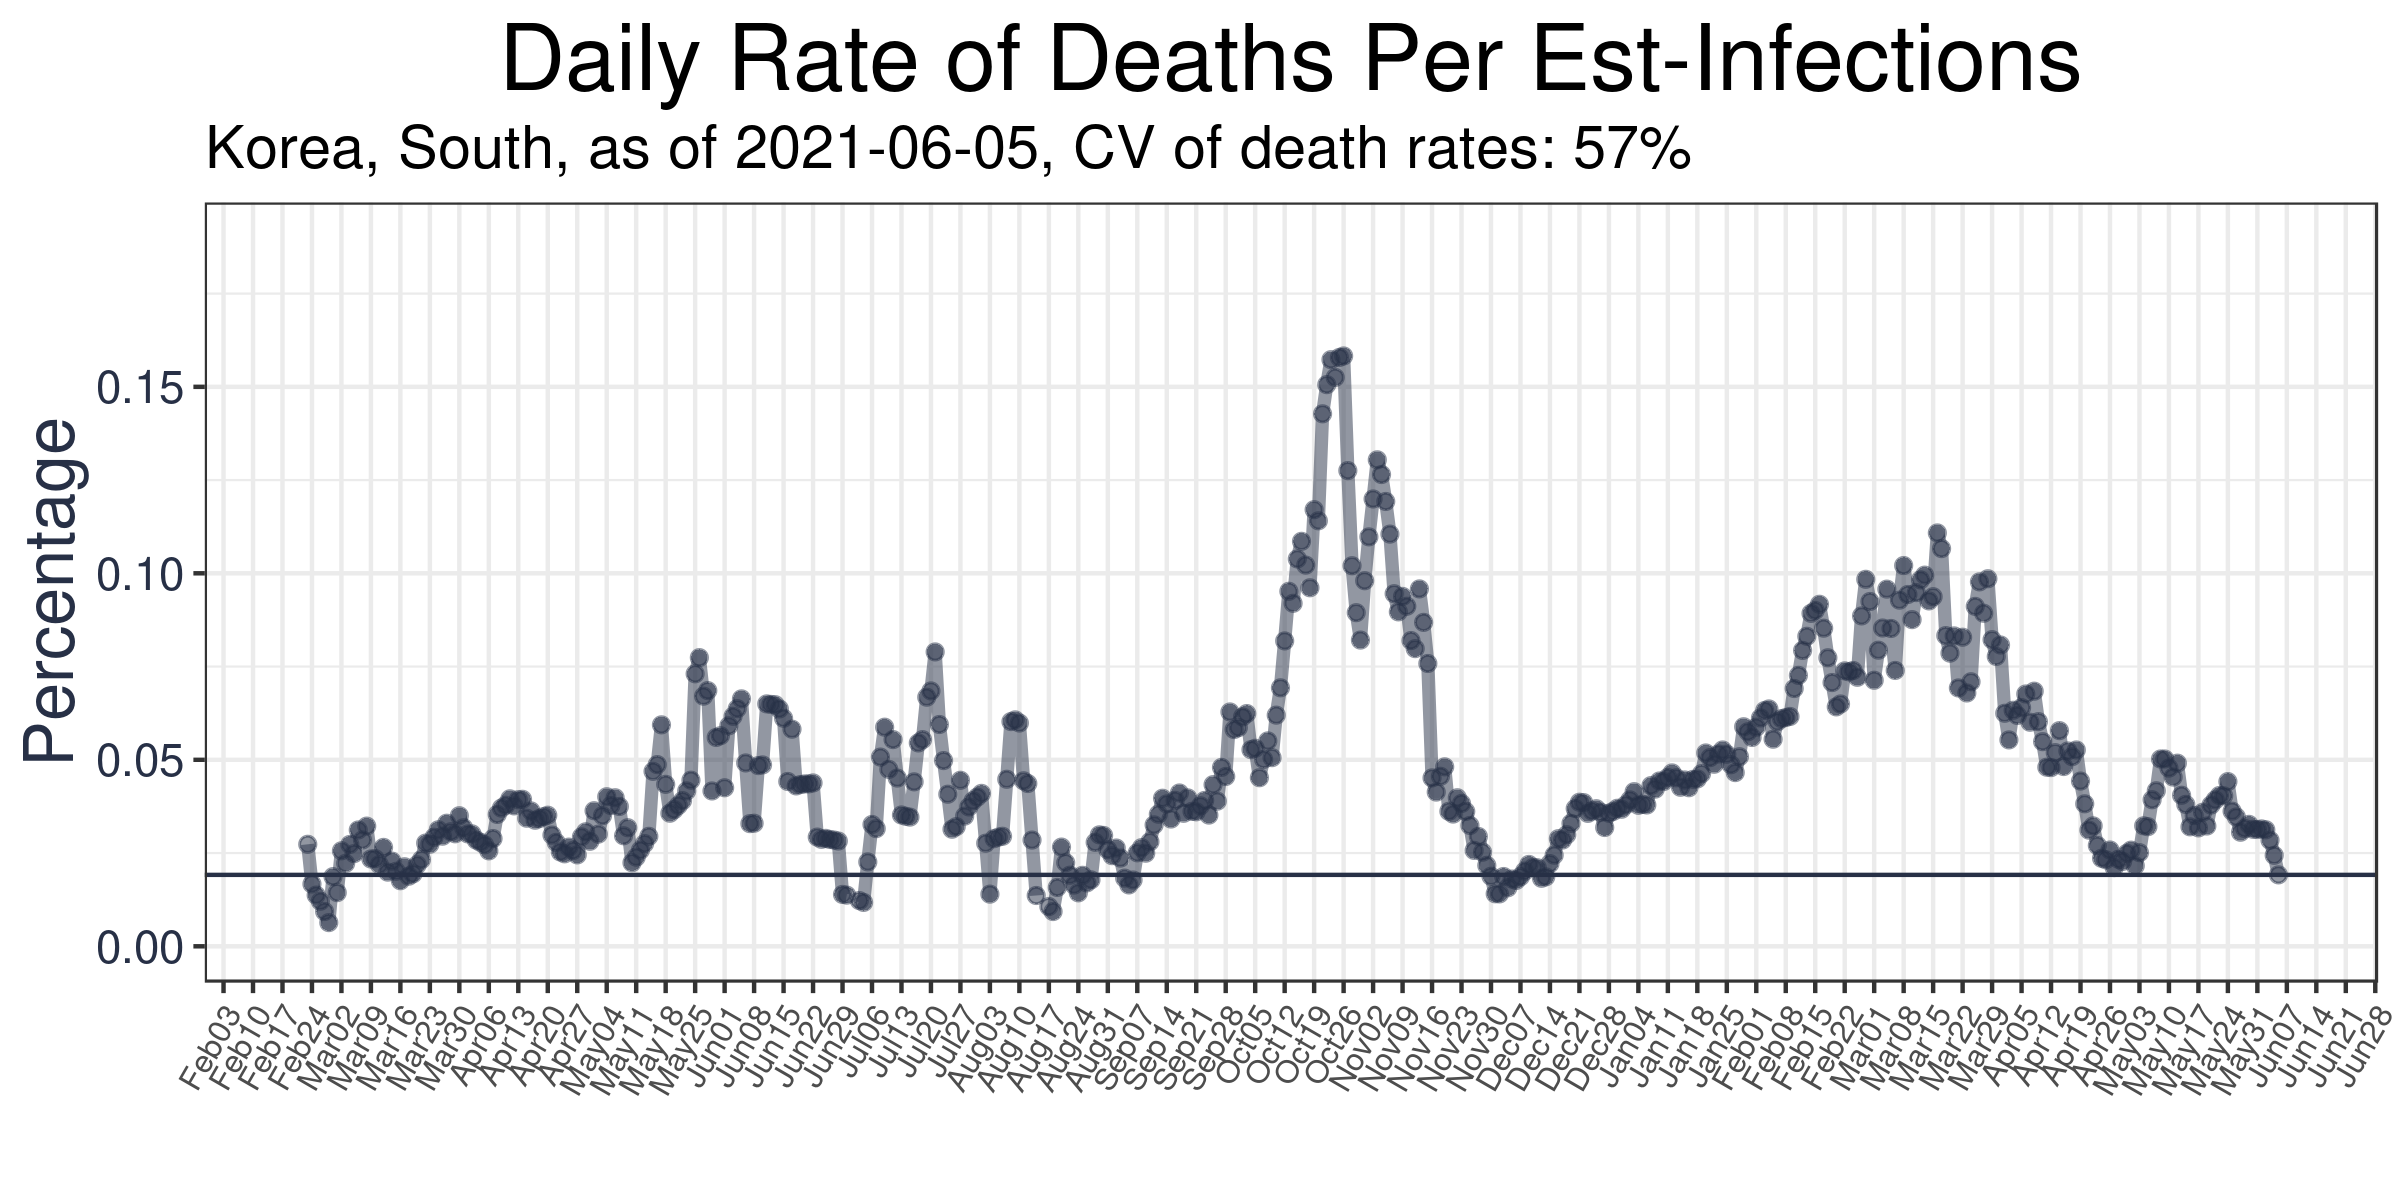 Daily Rate of Deaths Per Est-Infections
Korea, South, as of 2021-06-05, CV of death rates: 57%
Percentage
0.15
0.10
0.05
0.00
Feb03
Feb10
Feb17
Feb24
Mar02
Mar09
Mar16
Mar23
Mar30
Apr06
Apr13
Apr20
Apr27
May04
May11
May18
May25
Jun01
Jun08
Jun15
Jun22
Jun29
Jul06
Jul13
Jul20
Jul27
Aug03
Aug10
Aug17
Aug24
Aug31
Sep07
Sep14
Sep21
Sep28
Oct05
Oct12
Oct19
Oct26
Nov02
Nov09
Nov16
Nov23
Nov30
Dec07
Dec14
Dec21
Dec28
Jan04
Jan11
Jan18
Jan25
Feb01
Feb08
Feb15
Feb22
Mar01
Mar08
Mar15
Mar22
Mar29
Apr05
Apr12
Apr19
Apr26
May03
May10
May17
May24
May31
Jun07
Jun14
Jun21
Jun28